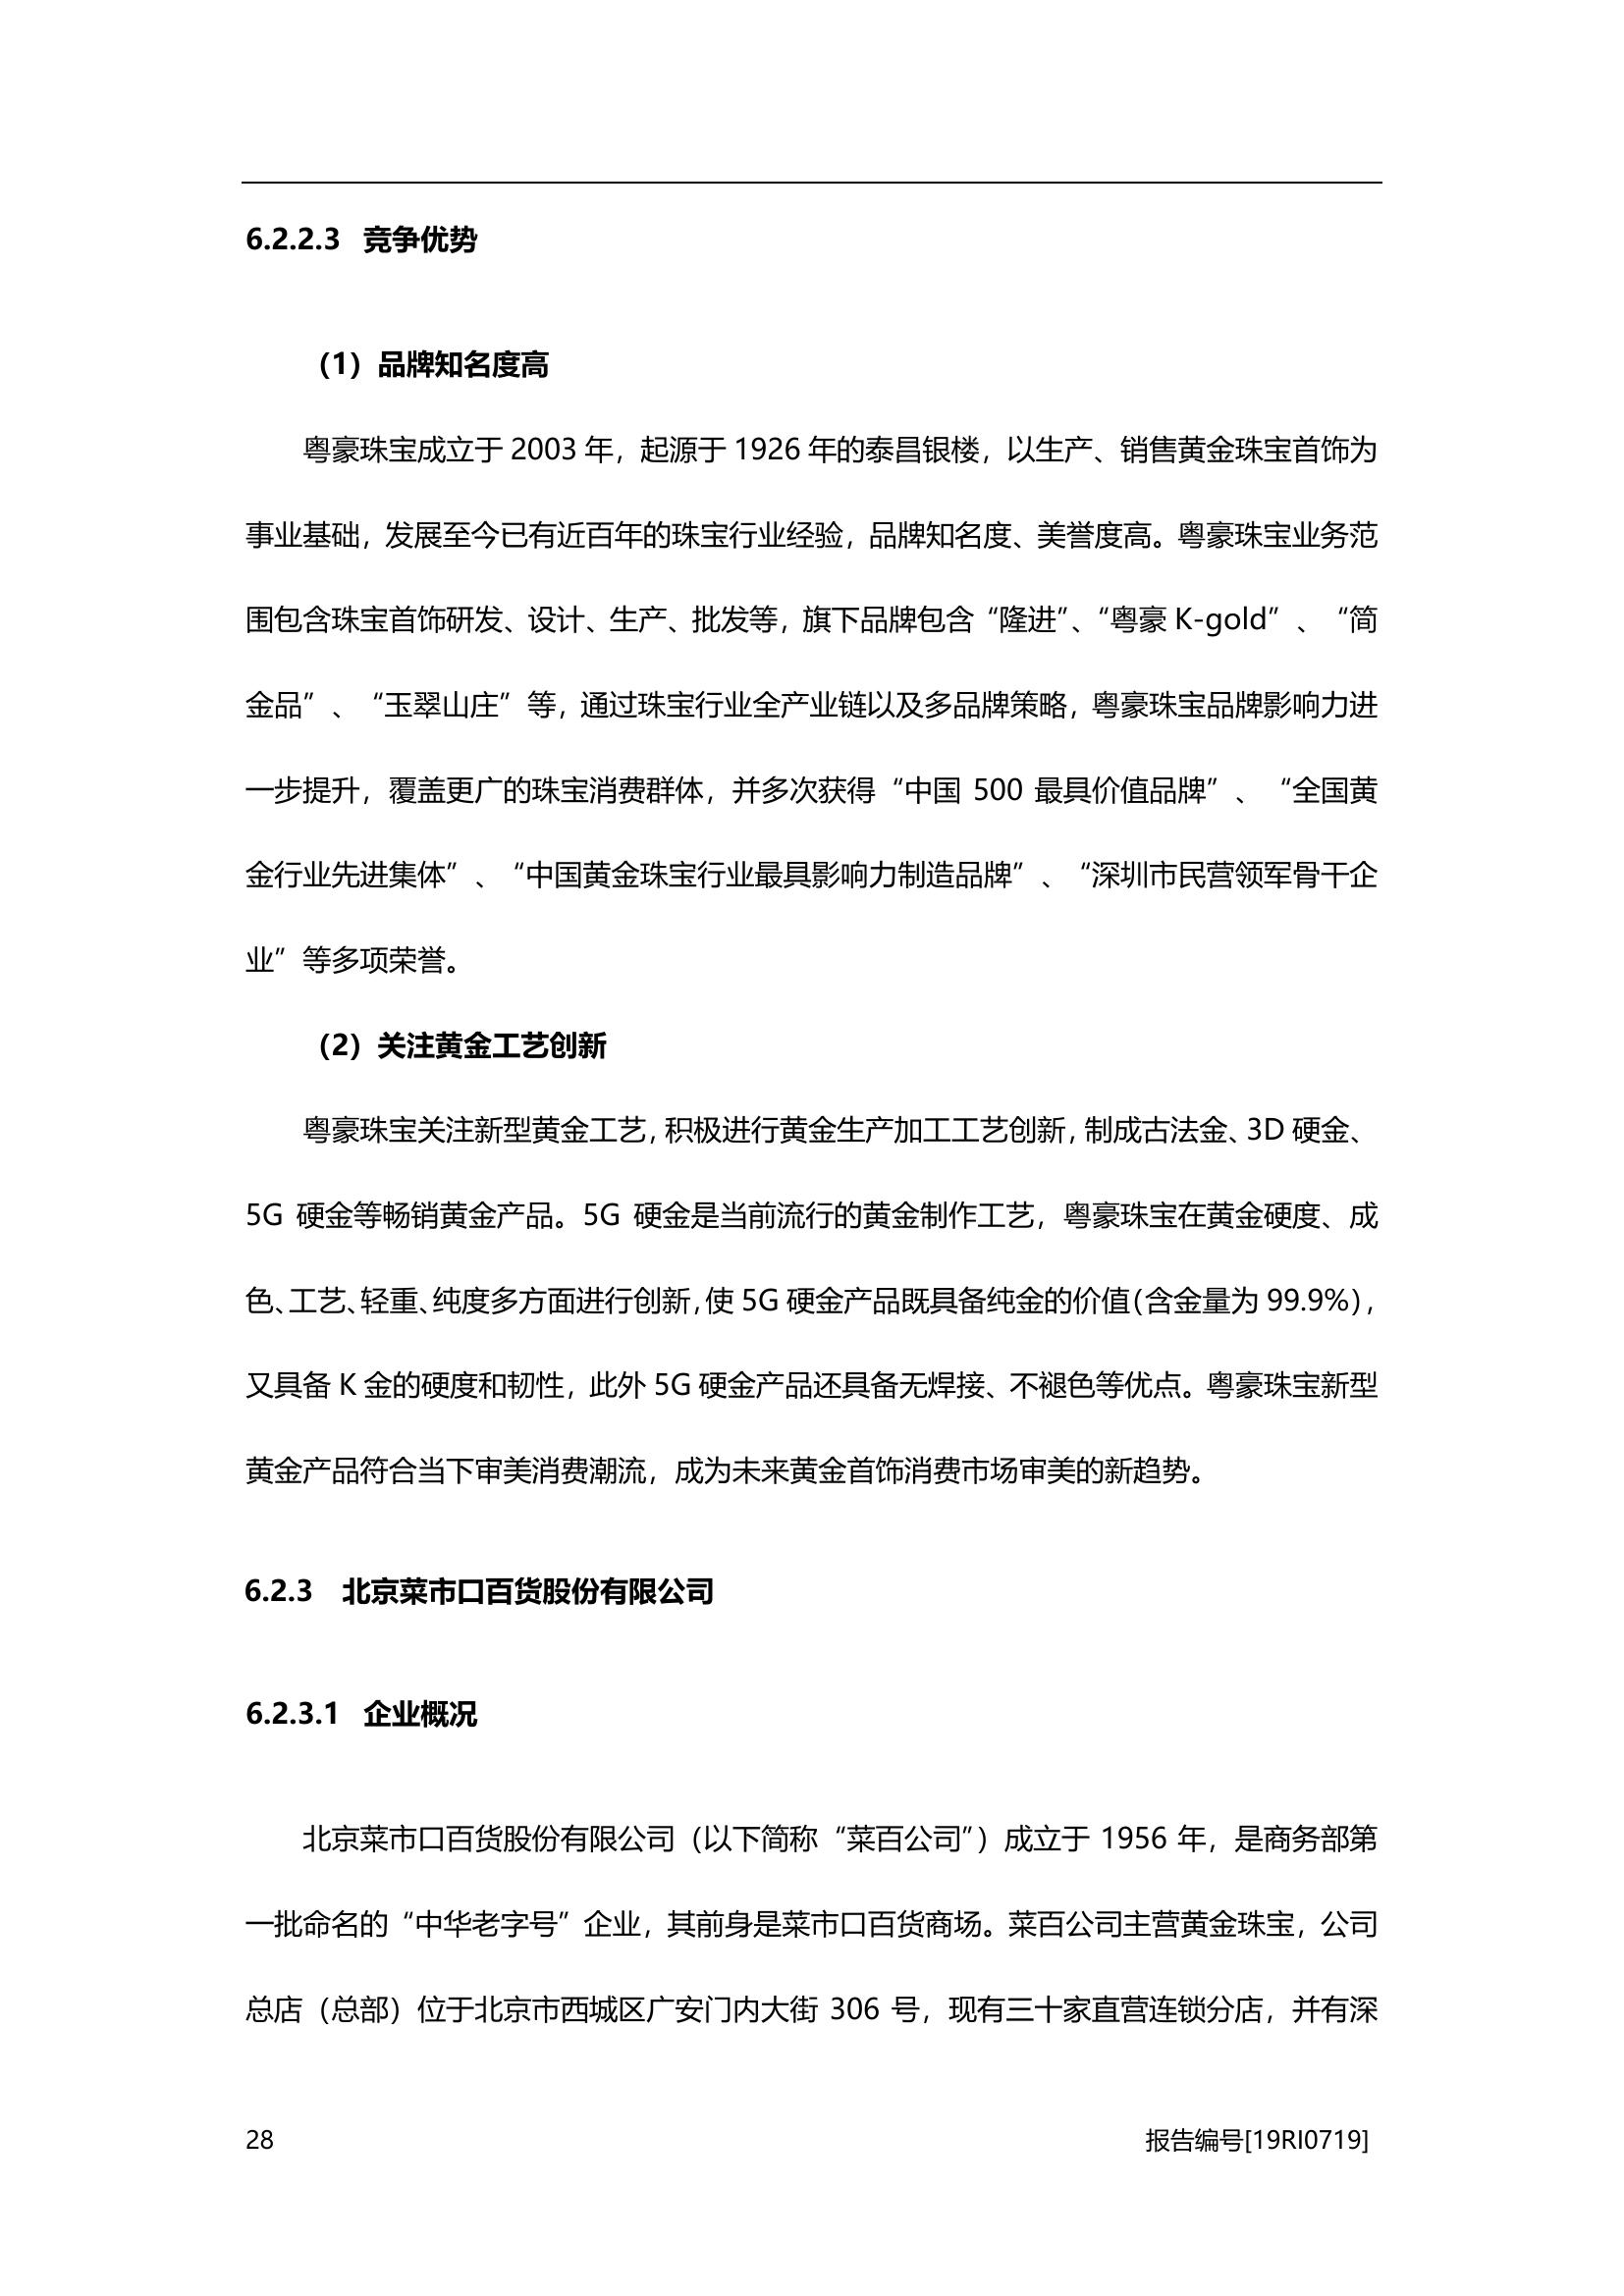 6.2.2.3 竞争优势
（1）品牌知名度高
粤豪珠宝成立于 2003 年，起源于 1926 年的泰昌银楼，以生产、销售黄金珠宝首饰为
事业基础，发展至今已有近百年的珠宝行业经验，品牌知名度、美誉度高。粤豪珠宝业务范
围包含珠宝首饰研发、设计、生产、批发等，旗下品牌包含“隆进”、“粤豪 K-gold”、“简
金品”、“玉翠山庄”等，通过珠宝行业全产业链以及多品牌策略，粤豪珠宝品牌影响力进
一步提升，覆盖更广的珠宝消费群体，并多次获得“中国 500 最具价值品牌”、“全国黄
金行业先进集体”、“中国黄金珠宝行业最具影响力制造品牌”、“深圳市民营领军骨干企
业”等多项荣誉。
（2）关注黄金工艺创新
粤豪珠宝关注新型黄金工艺，积极进行黄金生产加工工艺创新，制成古法金、3D 硬金、
5G 硬金等畅销黄金产品。5G 硬金是当前流行的黄金制作工艺，粤豪珠宝在黄金硬度、成
色、工艺、轻重、纯度多方面进行创新，使 5G 硬金产品既具备纯金的价值（含金量为 99.9%），
又具备 K 金的硬度和韧性，此外 5G 硬金产品还具备无焊接、不褪色等优点。粤豪珠宝新型
黄金产品符合当下审美消费潮流，成为未来黄金首饰消费市场审美的新趋势。
6.2.3 北京菜市口百货股份有限公司
6.2.3.1 企业概况
北京菜市口百货股份有限公司（以下简称“菜百公司”）成立于 1956 年，是商务部第
一批命名的“中华老字号”企业，其前身是菜市口百货商场。菜百公司主营黄金珠宝，公司
总店（总部）位于北京市西城区广安门内大街 306 号，现有三十家直营连锁分店，并有深
28 报告编号[19RI0719]